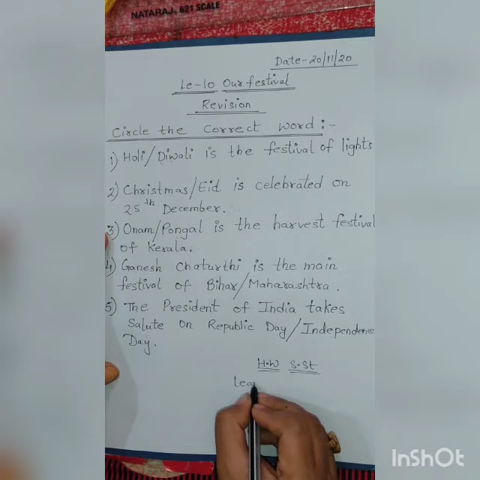 NATARAJ, 621 SCALE
Date-20/11/20
Le-10 Our festival
Revision
Circle the Correct word:-
1) Holi/Diwali is the festival of lights
2) Christmas/Eid is celebrated on
25th December.
3) Onam/Pongal is the harvest festival
of Kerala.
4) Ganesh Chaturthi is the main
festival of Bihar/Maharashtra.
5) The President of India takes
Salute on Republic Day/Independence
Day.
H.W S.St
Lea
InShOt